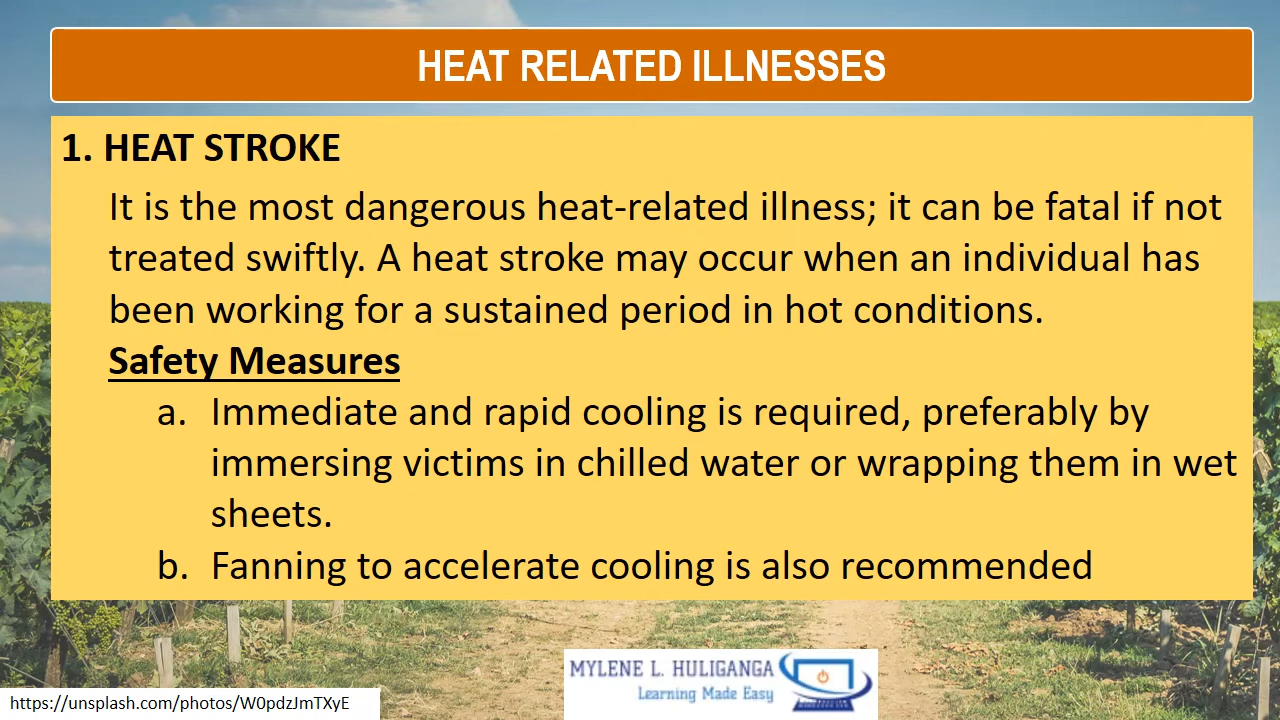 HEAT RELATED ILLNESSES
1. HEAT STROKE
It is the most dangerous heat-related illness; it can be fatal if not
treated swiftly. A heat stroke may occur when an individual has
been working for a sustained period in hot conditions.
Safety Measures
a. Immediate and rapid cooling is required, preferably by
immersing victims in chilled water or wrapping them in wet
sheets.
b. Fanning to accelerate cooling is also recommended
MYLENE L. HULIGANGA
Learning Made Easy
https://unsplash.com/photos/W0pdzJmTXyE